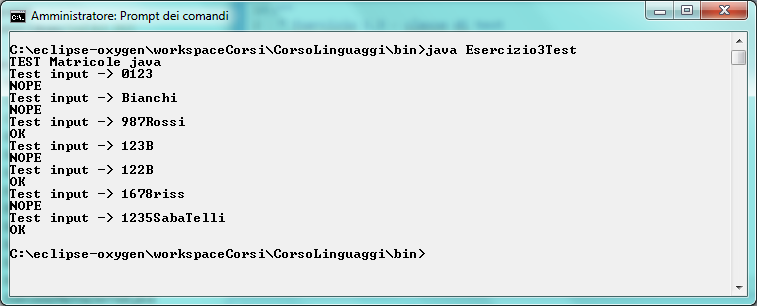 Amministratore: Prompt dei comandi
C:\eclipse-oxygen\workspaceCorsi\CorsoLinguaggi\bin>java Esercizio3Test
TEST Matricole java
Test input -> 0123
NOPE
Test input -> Bianchi
NOPE
Test input -> 987Rossi
OK
Test input -> 123B
NOPE
Test input -> 122B
OK
Test input -> 1678riss
NOPE
Test input -> 1235SabaTelli
OK
C:\eclipse-oxygen\workspaceCorsi\CorsoLinguaggi\bin>